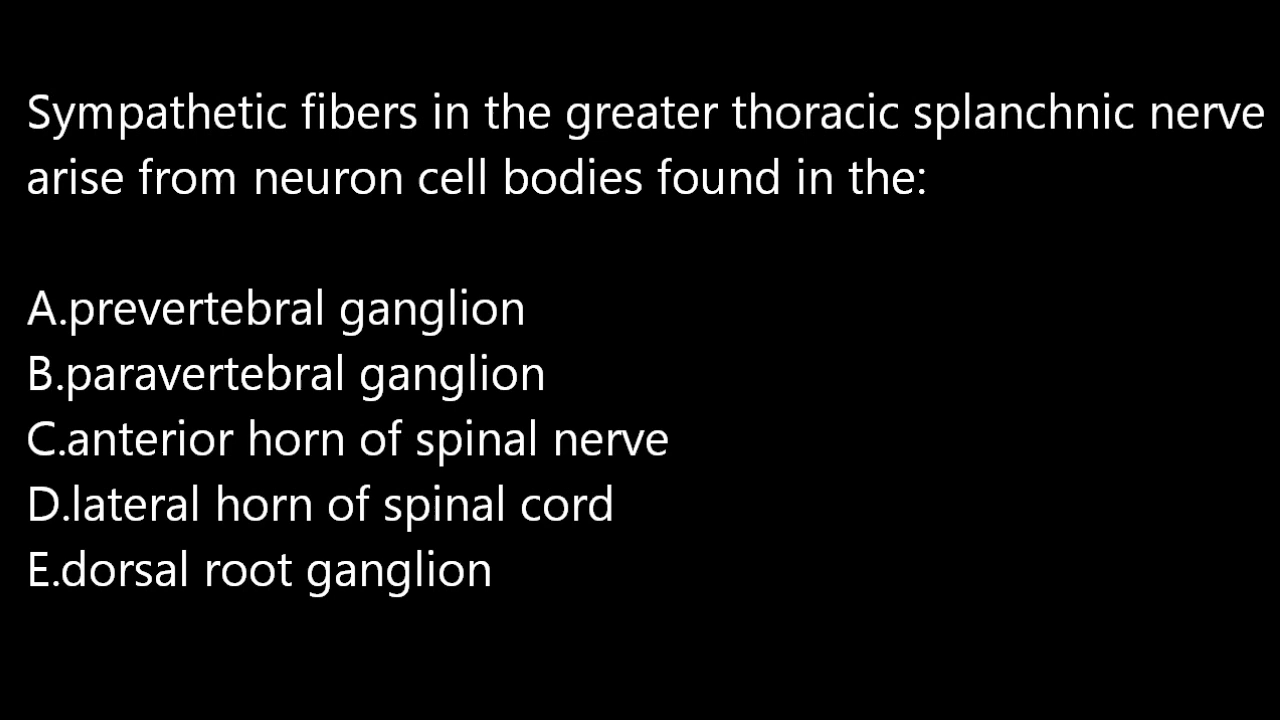 Sympathetic fibers in the greater thoracic splanchnic nerve
arise from neuron cell bodies found in the:
A.prevertebral ganglion
B.paravertebral ganglion
C.anterior horn of spinal nerve
D.lateral horn of spinal cord
E.dorsal root ganglion